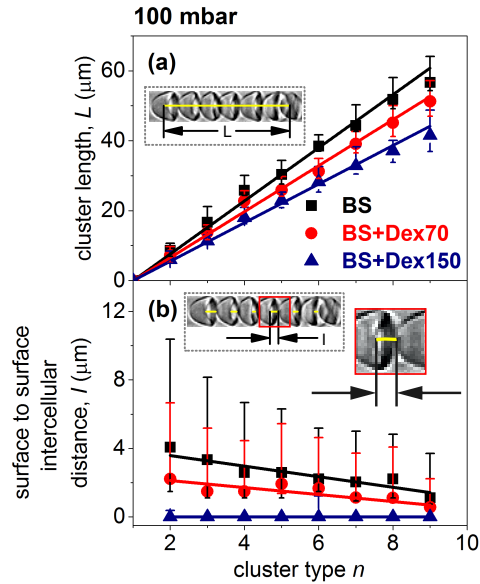 100 mbar
(a)
cluster length, L (μm)
60
40
20
0
L
BS
BS+Dex70
BS+Dex150
(b)
surface to surface
intercellular
distance, l (μm)
12
8
4
0
l
2 4 6 8 10
cluster type n